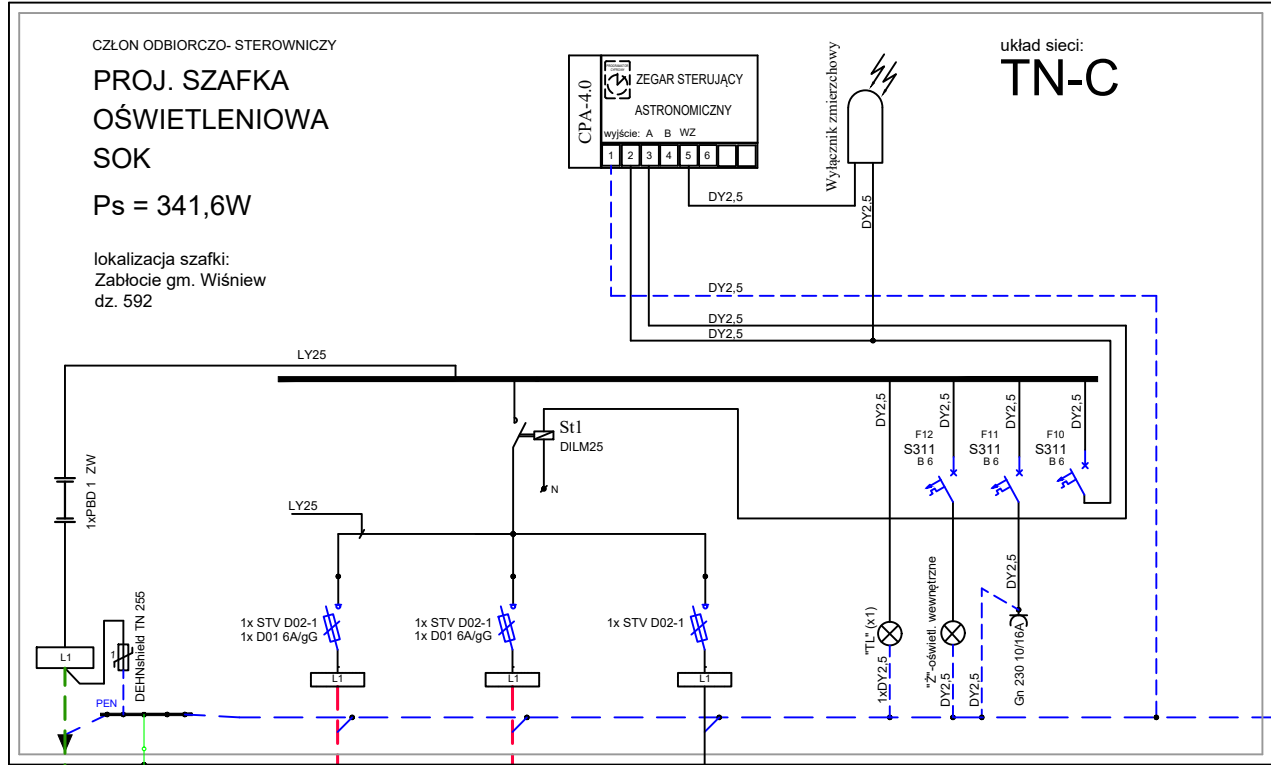 CZŁON ODBIORCZO- STEROWNICZY
PROJ. SZAFKA
OŚWIETLENIOWA
SOK
Ps = 341,6W
lokalizacja szafki:
Zabłocie gm. Wiśniew
dz. 592
CPA-4.0
ZEGAR STERUJĄCY
ASTRONOMICZNY
wyjście: A B WZ
1 2 3 4 5 6
Wyłącznik zmierzchowy
układ sieci:
TN-C
DY2,5
DY2,5
DY2,5
DY2,5
DY2,5
LY25
St1
DILM25
N
LY25
1xPBD 1 ZW
DY2,5
DY2,5
DY2,5
DY2,5
F12
S311
B 6
F11
S311
B 6
F10
S311
B 6
1x STV D02-1
1x D01 6A/gG
1x STV D02-1
1x D01 6A/gG
1x STV D02-1
L1
1
DEHNshield TN 255
L1
L1
L1
PEN
"TL" (x1)
1xDY2,5
"Ż"-oświetl. wewnętrzne
DY2,5
DY2,5
DY2,5
Gn 230 10/16A